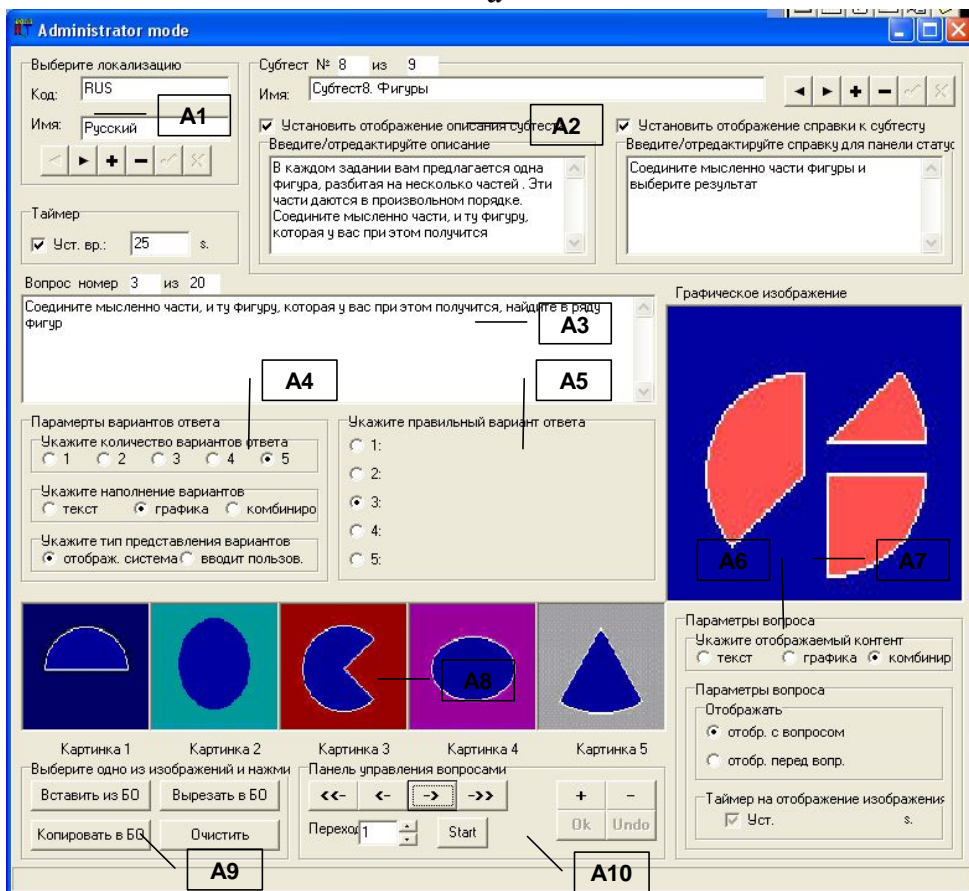 Administrator mode
Выберите локализацию
Код: RUS
Имя: Русский
A1
Субтест № 8 из 9
Имя: Субтест8. Фигуры
Установить отображение описания субтесту
A2
Введите/отредактируйте описание
В каждом задании вам предлагается одна
фигура, разбитая на несколько частей . Эти
части даются в произвольном порядке.
Соедините мысленно части, и ту фигуру,
которая у вас при этом получится
Установить отображение справки к субтесту
Введите/отредактируйте справку для панели статус
Соедините мысленно части фигуры и
выберите результат
Таймер
Уст. вр.: 25 s.
Вопрос номер 3 из 20
Соедините мысленно части, и ту фигуру, которая у вас при этом получится, найдите в ряду
фигур
A3
A4
A5
Графическое изображение
A6
A7
Парамерты вариантов ответа
Укажите количество вариантов ответа
1 2 3 4 5
Укажите наполнение вариантов
текст графика комбиниро
Укажите тип представления вариантов
отображ. система вводит пользов.
Укажите правильный вариант ответа
1:
2:
3:
4:
5:
A8
Картинка 1 Картинка 2 Картинка 3 Картинка 4 Картинка 5
Параметры вопроса
Укажите отображаемый контент
текст графика комбинир
Параметры вопроса
Отображать
отобр. с вопросом
отобр. перед вопр.
Таймер на отображение изображения
Уст. s.
Выберите одно из изображений и нажми
Вставить из БО Вырезать в БО
Копировать в БО Очистить
A9
Панель управления вопросами
<<- <- -> ->> + -
Переход 1 Start Ok Undo
A10